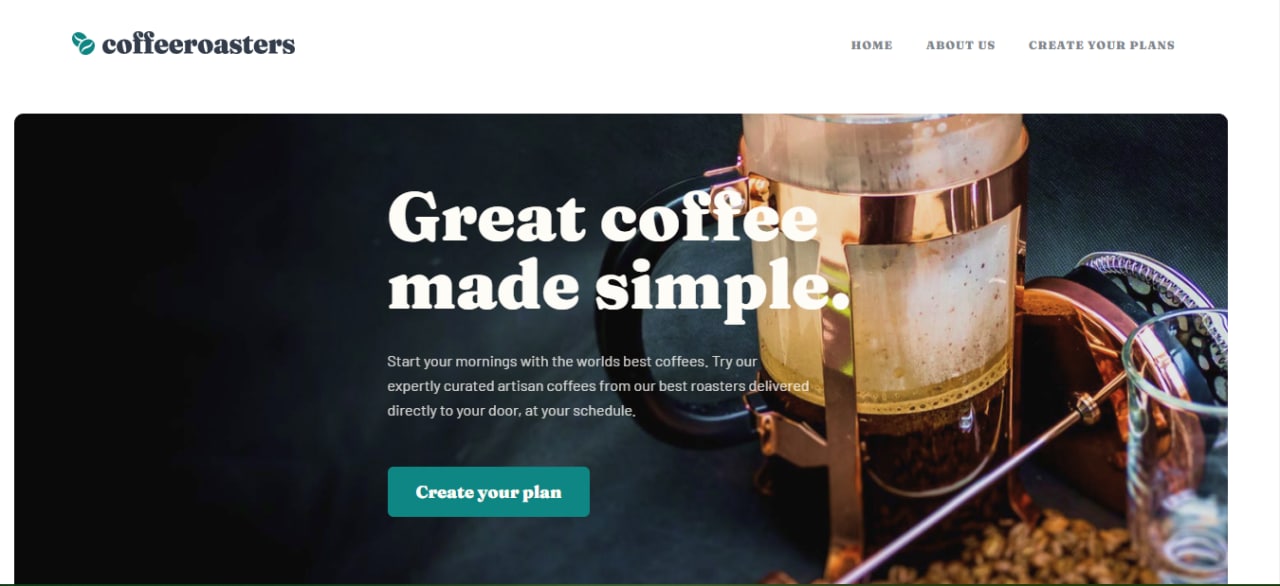 coffeeroasters
HOME
ABOUT US
CREATE YOUR PLANS
Great coffee
made simple.
Start your mornings with the worlds best coffees. Try our
expertly curated artisan coffees from our best roasters delivered
directly to your door, at your schedule.
Create your plan